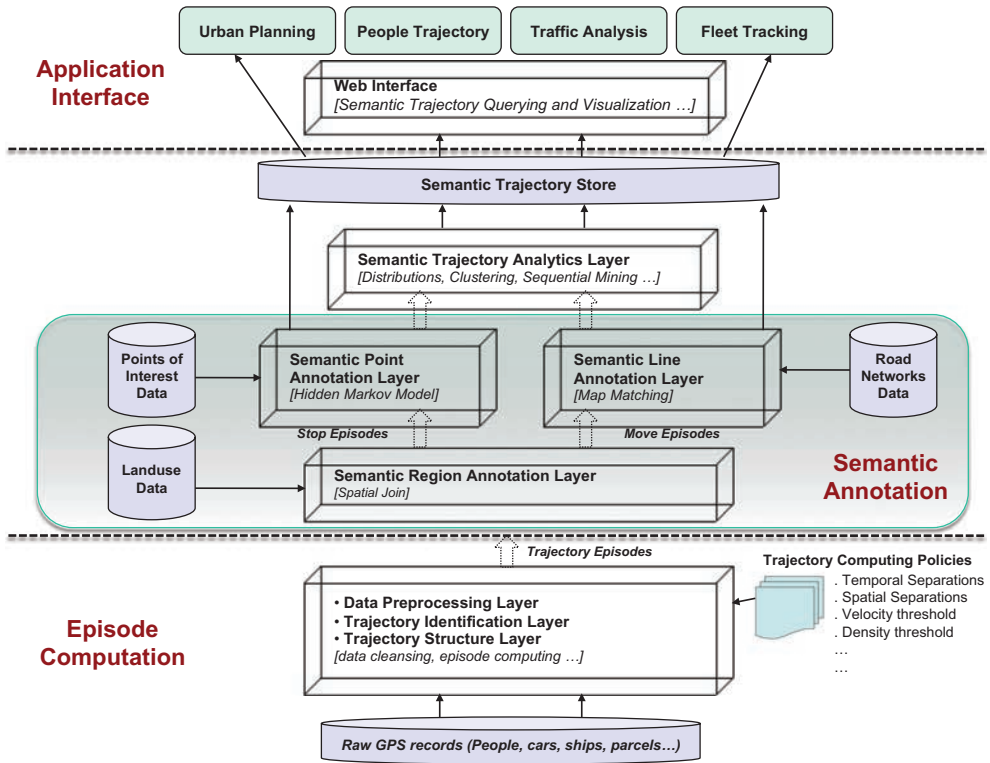 Urban Planning
People Trajectory
Traffic Analysis
Fleet Tracking
Application
Interface
Web Interface
[Semantic Trajectory Querying and Visualization ...]
Semantic Trajectory Store
Semantic Trajectory Analytics Layer
[Distributions, Clustering, Sequential Mining ...]
Points of
Interest
Data
Semantic Point
Annotation Layer
[Hidden Markov Model]
Semantic Line
Annotation Layer
[Map Matching]
Road
Networks
Data
Stop Episodes
Move Episodes
Landuse
Data
Semantic Region Annotation Layer
[Spatial Join]
Semantic
Annotation
Trajectory Episodes
Episode
Computation
• Data Preprocessing Layer
• Trajectory Identification Layer
• Trajectory Structure Layer
[data cleansing, episode computing ...]
Trajectory Computing Policies
. Temporal Separations
. Spatial Separations
. Velocity threshold
. Density threshold
...
...
Raw GPS records (People, cars, ships, parcels...)